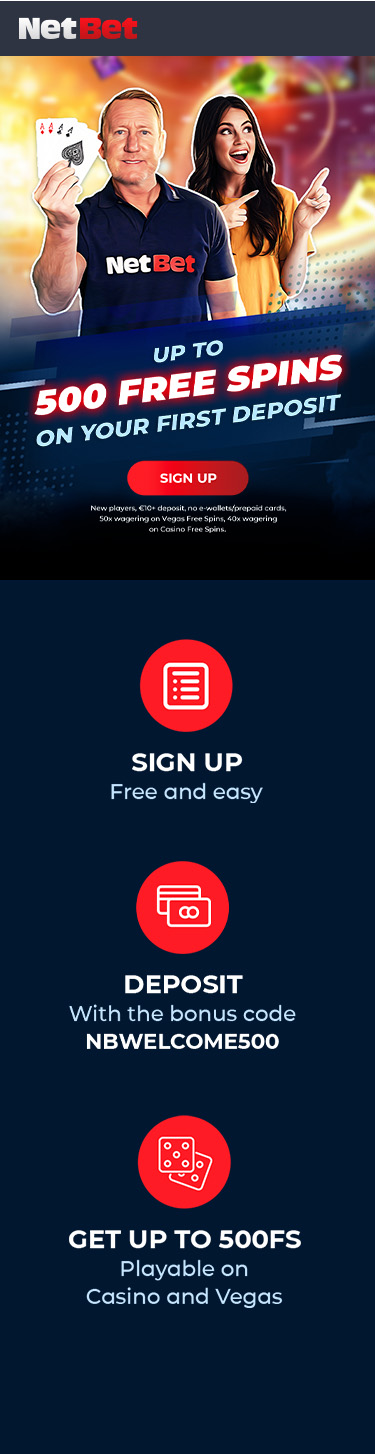 NetBet
NetBet
UP TO
500 FREE SPINS
ON YOUR FIRST DEPOSIT
SIGN UP
New players, €10+ deposit, no e-wallets/prepaid cards,
50x wagering on Vegas Free Spins, 40x wagering
on Casino Free Spins.
SIGN UP
Free and easy
DEPOSIT
With the bonus code
NBWELCOME500
GET UP TO 500FS
Playable on
Casino and Vegas